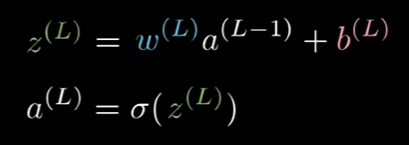 z^{(L)} = w^{(L)}a^{(L-1)} + b^{(L)}
a^{(L)} = σ(z^{(L)})